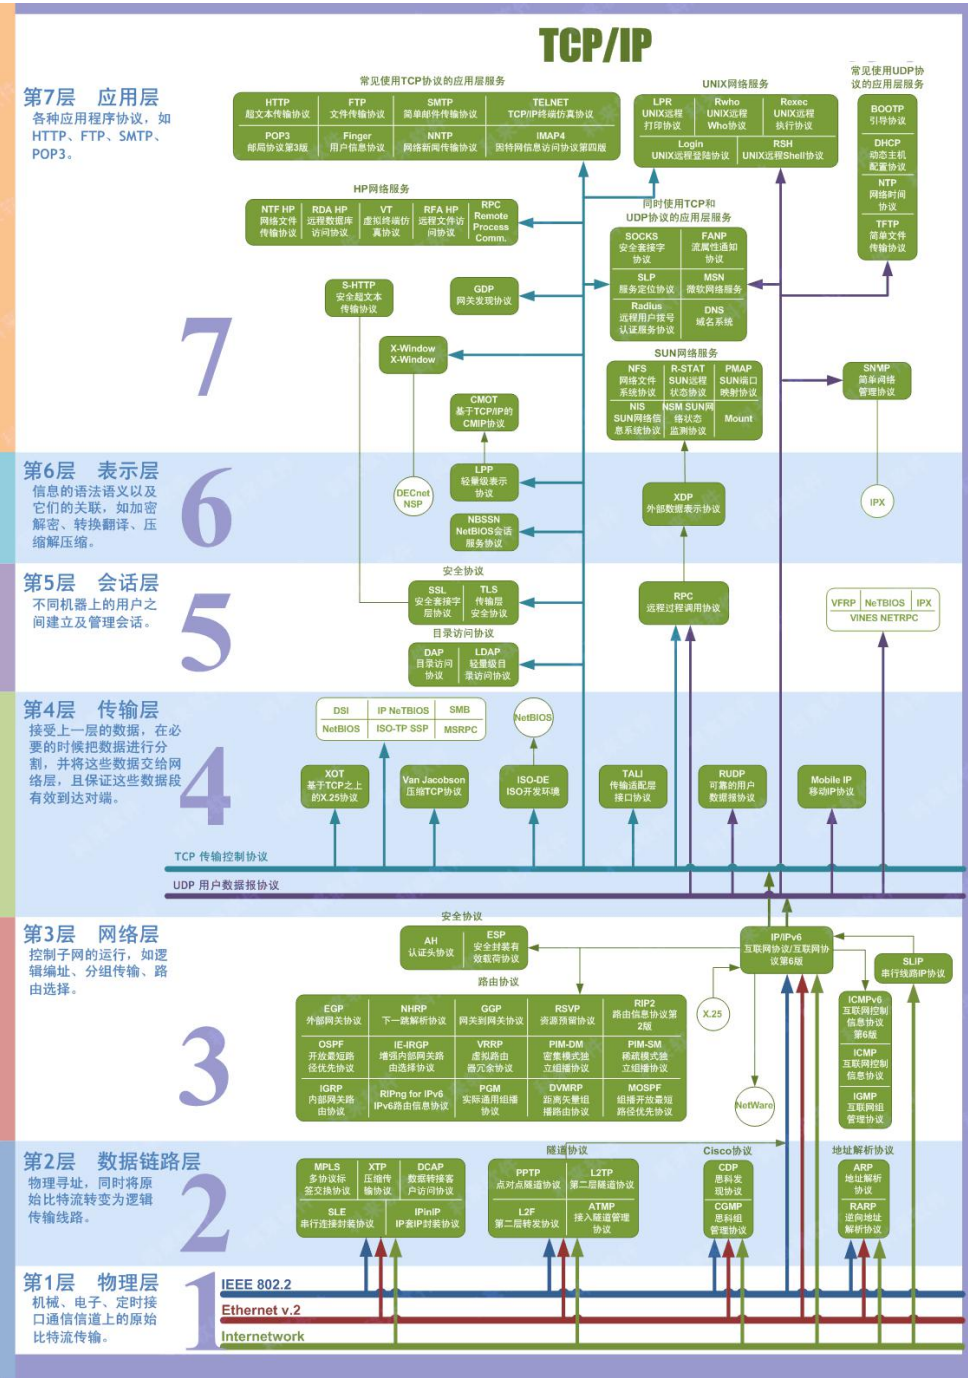 TCP/IP
第7层 应用层
各种应用程序协议，如
HTTP、FTP、SMTP、
POP3。
常见使用TCP协议的应用层服务
HTTP
超文本传输协议
FTP
文件传输协议
SMTP
简单邮件传输协议
TELNET
TCP/IP终端仿真协议
POP3
邮局协议第3版
Finger
用户信息协议
NNTP
网络新闻传输协议
IMAP4
因特网信息访问协议第四版
UNIX网络服务
LPR
UNIX远程
打印协议
Rwho
UNIX远程
Who协议
Rexec
UNIX远程
执行协议
Login
UNIX远程登陆协议
RSH
UNIX远程Shell协议
常见使用UDP协
议的应用层服务
BOOTP
引导协议
DHCP
动态主机
配置协议
NTP
网络时间
协议
TFTP
简单文件
传输协议
HP网络服务
NTF HP
网络文件
传输协议
RDA HP
远程数据库
访问协议
VT
虚拟终端仿
真协议
RFA HP
远程文件访
问协议
RPC
Remote
Process
Comm.
同时使用TCP和
UDP协议的应用层服务
SOCKS
安全套接字
协议
FANP
流属性通知
协议
SLP
服务定位协议
MSN
微软网络服务
Radius
远程用户拨号
认证服务协议
DNS
域名系统
S-HTTP
安全超文本
传输协议
GDP
网关发现协议
X-Window
X-Window
CMOT
基于TCP/IP的
CMIP协议
SUN网络服务
NFS
网络文件
系统协议
R-STAT
SUN远程
状态协议
PMAP
SUN端口
映射协议
NIS
SUN网络信
息系统协议
NSM SUN网
络状态
监测协议
Mount
SNMP
简单网络
管理协议
7
第6层 表示层
信息的语法语义以及
它们的关联，如加密
解密、转换翻译、压
缩解压缩。
6
DECnet
NSP
LPP
轻量级表示
协议
NBSSN
NetBIOS会话
服务协议
XDP
外部数据表示协议
IPX
第5层 会话层
不同机器上的用户之
间建立及管理会话。
5
安全协议
SSL
安全套接字
层协议
TLS
传输层
安全协议
目录访问协议
DAP
目录访问
协议
LDAP
轻量级目
录访问协议
RPC
远程过程调用协议
VFRP
NeTBIOS
IPX
VINES NETRPC
第4层 传输层
接受上一层的数据，在必
要的时候把数据进行分
割，并将这些数据交给网
络层，且保证这些数据段
有效到达对端。
4
DSI
IP NeTBIOS
SMB
NetBIOS
ISO-TP SSP
MSRPC
NetBIOS
XOT
基于TCP之上
的X.25协议
Van Jacobson
压缩TCP协议
ISO-DE
ISO开发环境
TALI
传输适配层
接口协议
RUDP
可靠的用户
数据报协议
Mobile IP
移动IP协议
TCP 传输控制协议
UDP 用户数据报协议
第3层 网络层
控制子网的运行，如逻
辑编址、分组传输、路
由选择。
3
安全协议
AH
认证头协议
ESP
安全封装有
效载荷协议
IP/IPv6
互联网协议/互联网协
议第6版
SLIP
串行线路IP协议
路由协议
EGP
外部网关协议
NHRP
下一跳解析协议
GGP
网关到网关协议
RSVP
资源预留协议
RIP2
路由信息协议第
2版
OSPF
开放最短路
径优先协议
IE-IRGP
增强内部网关路
由选择协议
VRRP
虚拟路由
器冗余协议
PIM-DM
密集模式独
立组播协议
PIM-SM
稀疏模式独
立组播协议
IGRP
内部网关路
由协议
RIPng for IPv6
IPv6路由信息协议
PGM
实际通用组播
协议
DVMRP
距离矢量组
播路由协议
MOSPF
组播开放最短
路径优先协议
X.25
NetWare
ICMPv6
互联网控制
信息协议
第6版
ICMP
互联网控制
信息协议
IGMP
互联网组
管理协议
第2层 数据链路层
物理寻址，同时将原
始比特流转变为逻辑
传输线路。
2
MPLS
多协议标
签交换协议
XTP
压缩传
输协议
DCAP
数据转接客
户访问协议
SLE
串行连接封装协议
IPinIP
IP套IP封装协议
隧道协议
PPTP
点对点隧道协议
L2TP
第二层隧道协议
L2F
第二层转发协议
ATMP
接入隧道管理
协议
Cisco协议
CDP
思科发
现协议
CGMP
思科组
管理协议
地址解析协议
ARP
地址解析
协议
RARP
逆向地址
解析协议
第1层 物理层
机械、电子、定时接
口通信信道上的原始
比特流传输。
1
IEEE 802.2
Ethernet v.2
Internetwork